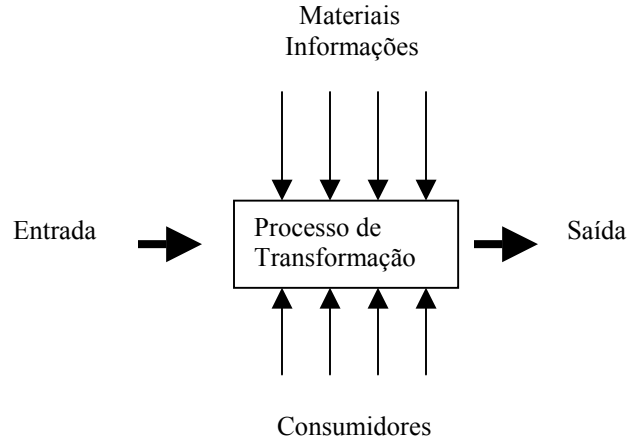 Materiais
Informações
Entrada
Processo de
Transformação
Saída
Consumidores